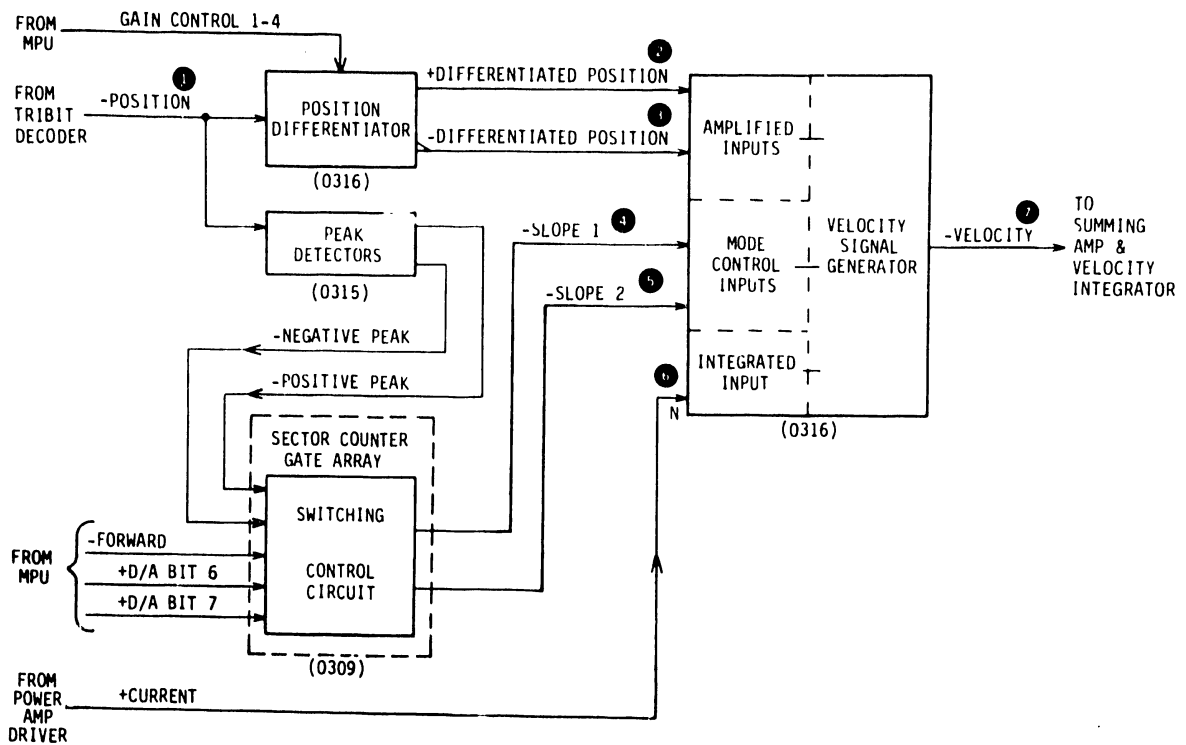 FROM
MPU
GAIN CONTROL 1-4
FROM
TRIBIT
DECODER
-POSITION
1
POSITION
DIFFERENTIATOR
(0316)
+DIFFERENTIATED POSITION
2
-DIFFERENTIATED POSITION
3
PEAK
DETECTORS
(0315)
-SLOPE 1
4
-SLOPE 2
5
-NEGATIVE PEAK
-POSITIVE PEAK
AMPLIFIED
INPUTS
MODE
CONTROL
INPUTS
INTEGRATED
INPUT
VELOCITY
SIGNAL
GENERATOR
6
N
(0316)
-VELOCITY
7
TO
SUMMING
AMP &
VELOCITY
INTEGRATOR
SECTOR COUNTER
GATE ARRAY
SWITCHING
CONTROL
CIRCUIT
(0309)
FROM
MPU
-FORWARD
+D/A BIT 6
+D/A BIT 7
FROM
POWER
AMP
DRIVER
+CURRENT